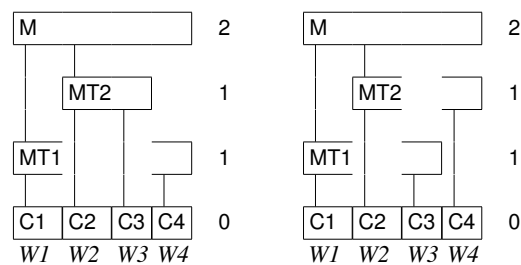 M 2 M 2
MT2 1 MT2 1
MT1 1 MT1 1
C1 C2 C3 C4 0 C1 C2 C3 C4 0
W1 W2 W3 W4 W1 W2 W3 W4